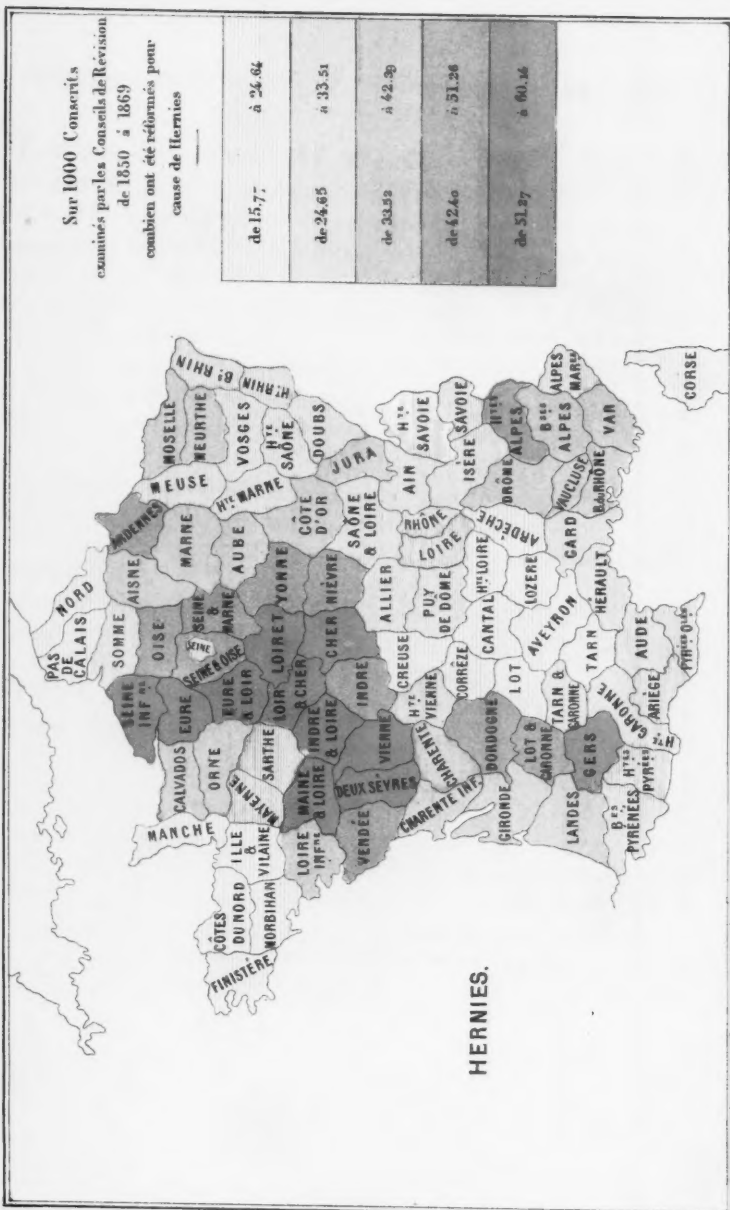 Sur 1000 Conscrits
examinés par les Conseils de Révision
de 1850 à 1869
combien ont été réformés pour
cause de Hernies
de 15.77 à 24.64
de 24.65 à 33.51
de 33.52 à 42.39
de 42.40 à 51.26
de 51.27 à 60.14
NORD
PAS
DE
CALAIS
SOMME
AISNE
ARDENNES
SEINE
INFRE
OISE
EURE
SEINE
SEINE & OISE
SEINE
&
MARNE
MARNE
MEUSE
MOSELLE
MEURTHE
BS RHIN
HT RHIN
VOSGES
HTE
SAÔNE
HTE MARNE
AUBE
MANCHE
CALVADOS
ORNE
EURE
& LOIR
FINISTÈRE
CÔTES
DU NORD
MORBIHAN
ILLE
&
VILAINE
MAYENNE
SARTHE
LOIR
& CHER
LOIRET
YONNE
CÔTE
D'OR
DOUBS
JURA
LOIRE
INFRE
MAINE
& LOIRE
INDRE
& LOIRE
CHER
NIÈVRE
SAÔNE
& LOIRE
VENDÉE
DEUX SÈVRES
VIENNE
INDRE
ALLIER
AIN
HTE
SAVOIE
SAVOIE
CHARENTE INF.
CHARENTE
HTE
VIENNE
CREUSE
PUY
DE DÔME
LOIRE
RHÔNE
ISÈRE
GIRONDE
DORDOGNE
CORRÈZE
CANTAL
HTE LOIRE
ARDÈCHE
DRÔME
HTES
ALPES
LANDES
LOT &
GARONNE
LOT
AVEYRON
LOZÈRE
GARD
VAUCLUSE
BSES
ALPES
ALPES
MARES
GERS
TARN &
GARONNE
TARN
HÉRAULT
B. du RHÔNE
VAR
BSES
PYRÉNÉES
HTES
PYRÉES
HTE GARONNE
ARIÈGE
AUDE
PYRÉES OLES
CORSE
HERNIES.